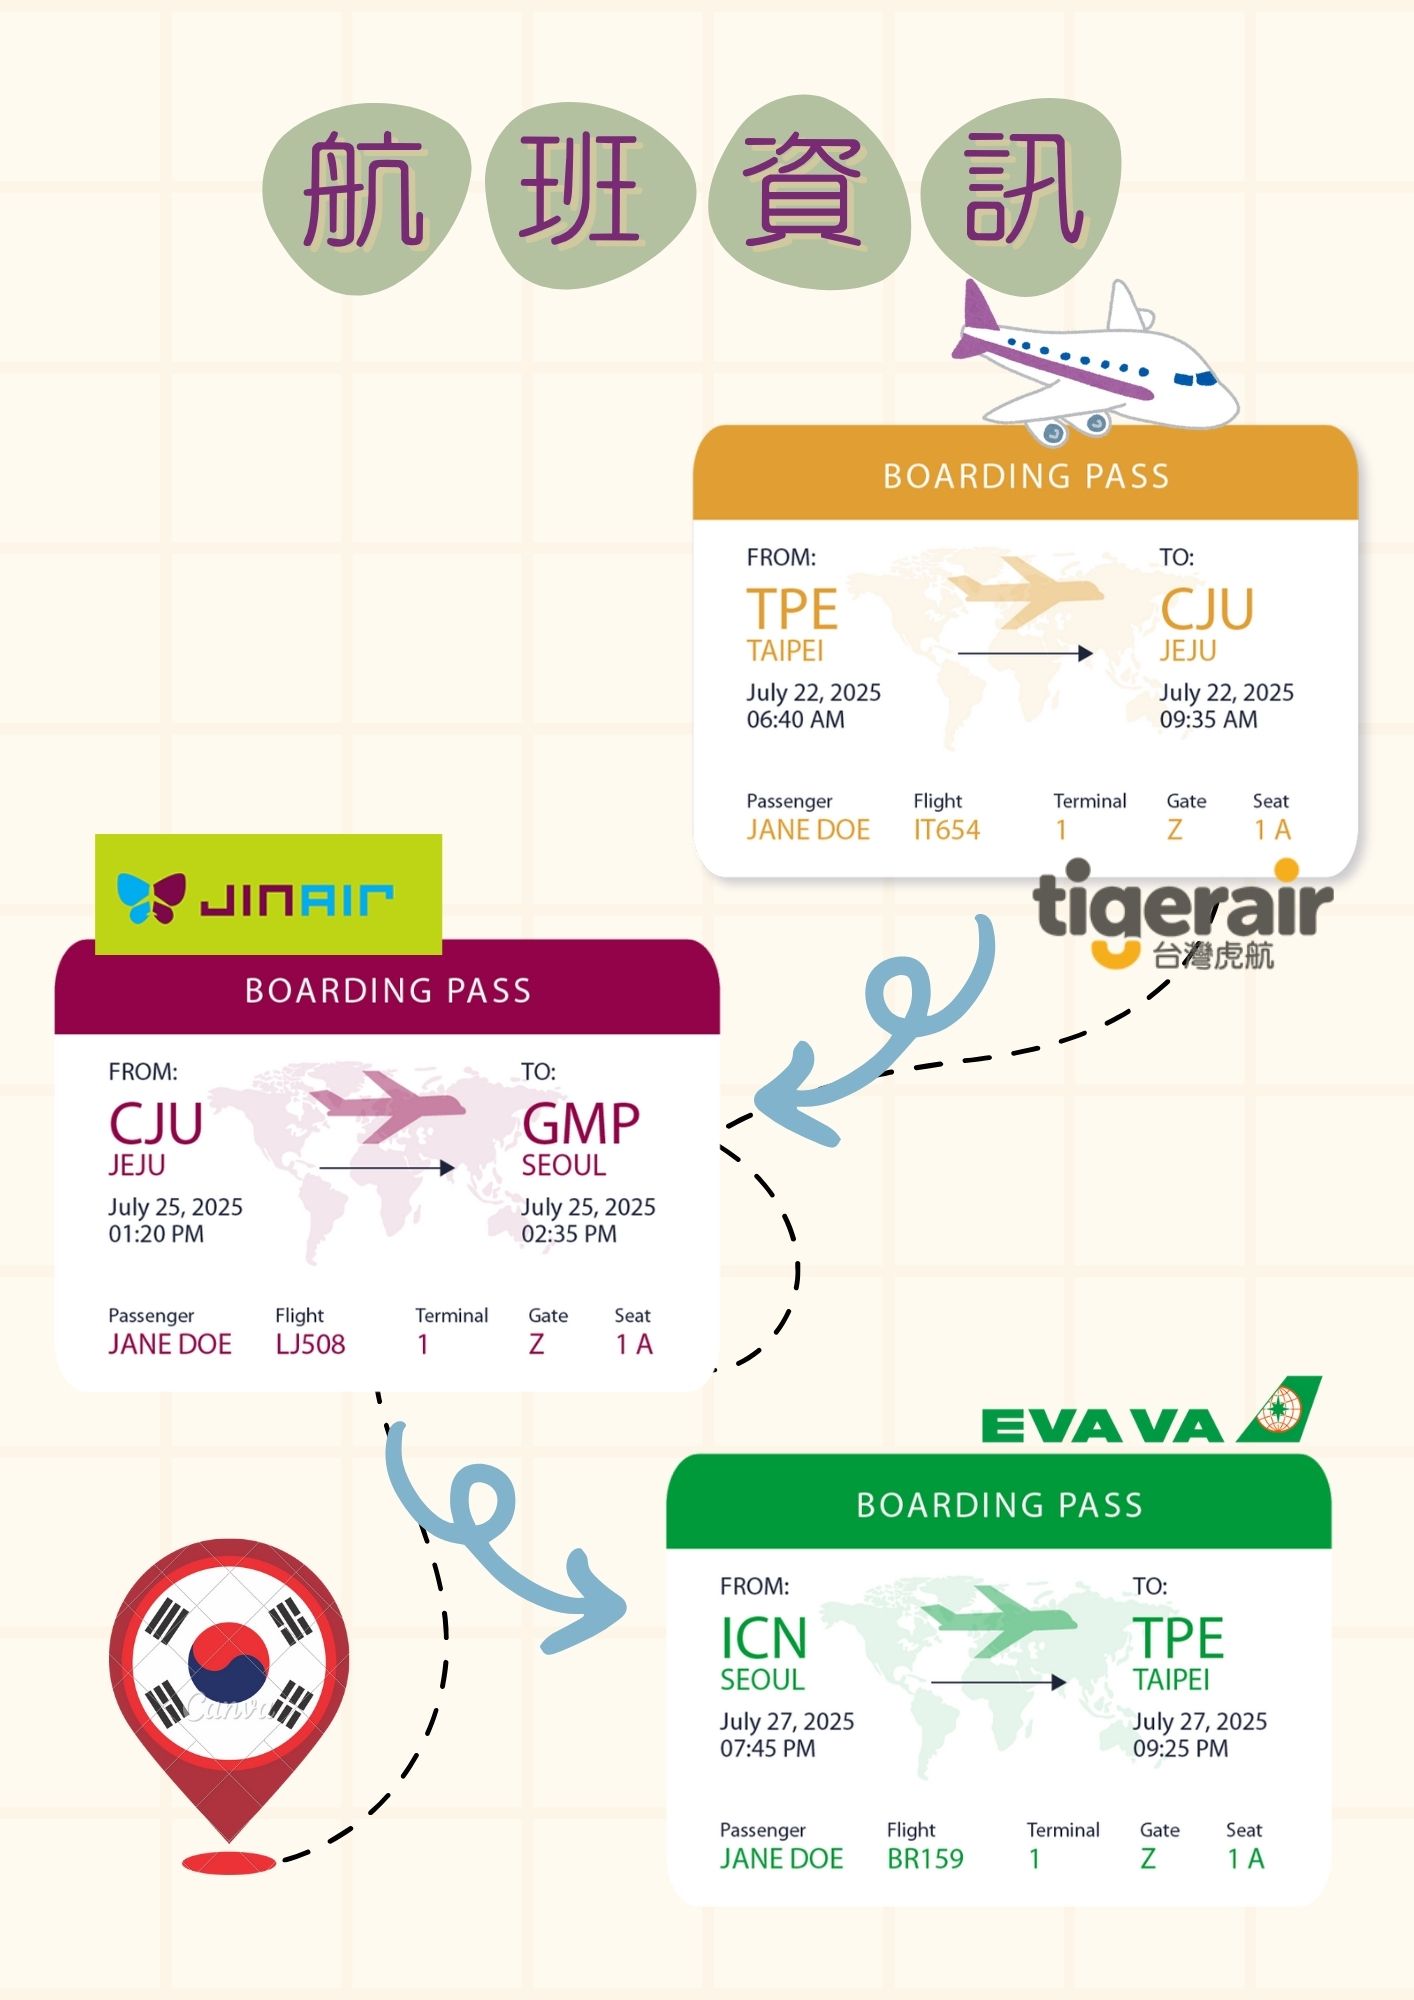 航班資訊
BOARDING PASS
FROM:
TO:
TPE
CJU
TAIPEI
JEJU
July 22, 2025
July 22, 2025
06:40 AM
09:35 AM
Passenger Flight Terminal Gate Seat
JANE DOE IT654 1 Z 1 A
tigerair
台灣虎航
JINAIR
BOARDING PASS
FROM:
TO:
CJU
GMP
JEJU
SEOUL
July 25, 2025
July 25, 2025
01:20 PM
02:35 PM
Passenger Flight Terminal Gate Seat
JANE DOE LJ508 1 Z 1 A
EVA VA
BOARDING PASS
FROM:
TO:
ICN
TPE
SEOUL
TAIPEI
July 27, 2025
July 27, 2025
07:45 PM
09:25 PM
Passenger Flight Terminal Gate Seat
JANE DOE BR159 1 Z 1 A
Canva